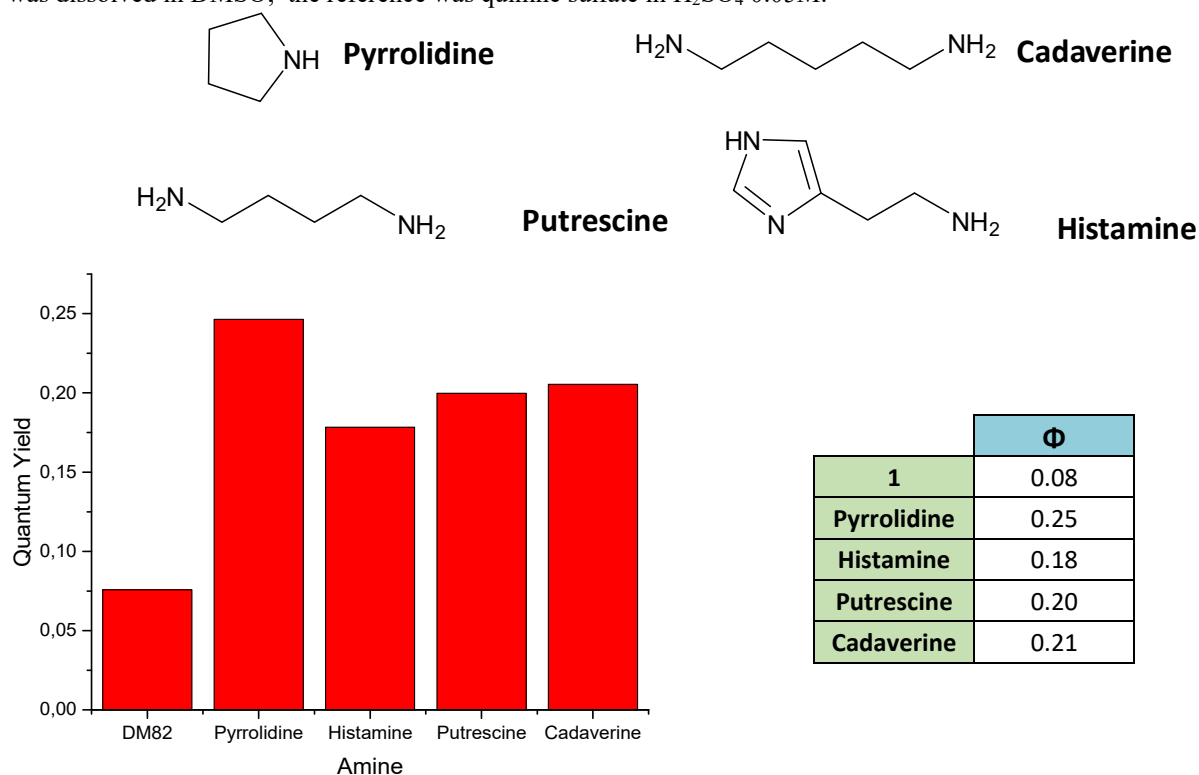 was dissolved in DMSO, the reference was quinine sulfate in H₂SO₄ 0.05M.
NH Pyrrolidine
H₂N NH₂ Cadaverine
HN
H₂N NH₂ Putrescine
N NH₂ Histamine
0,25
0,20
0,15
0,10
0,05
0,00
Quantum Yield
DM82 Pyrrolidine Histamine Putrescine Cadaverine
Amine
Φ
1 0.08
Pyrrolidine 0.25
Histamine 0.18
Putrescine 0.20
Cadaverine 0.21